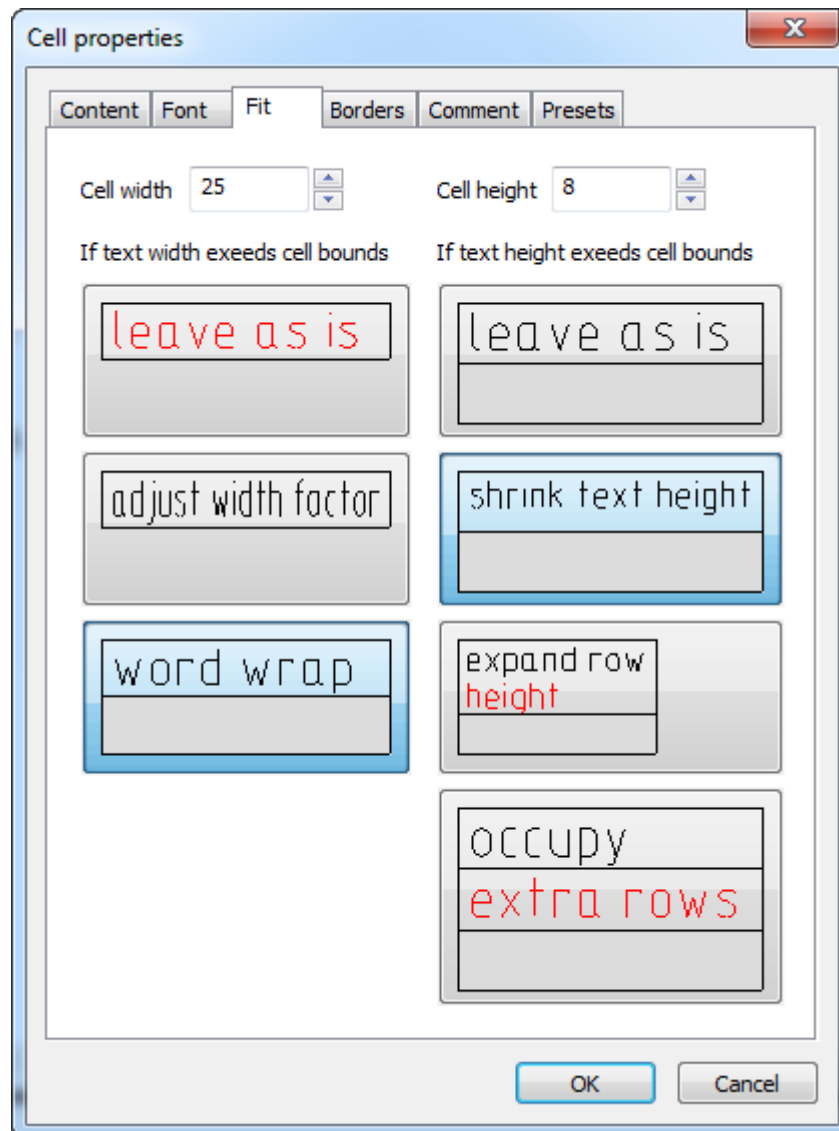 Cell properties
Content Font Fit Borders Comment Presets
Cell width 25 Cell height 8
If text width exeeds cell bounds If text height exeeds cell bounds
leave as is leave as is
adjust width factor shrink text height
word wrap expand row
height
occupy
extra rows
OK Cancel